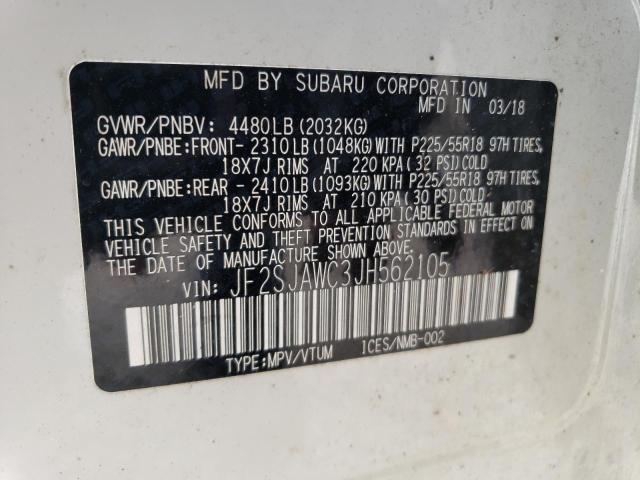 MFD BY SUBARU CORPORATION
MFD IN 03/18
GVWR/PNBV: 4480LB(2032KG)
GAWR/PNBE:FRONT- 2310LB(1048KG)WITH P225/55R18 97H TIRES,
18X7J RIMS AT 220 KPA(32 PSI)COLD
GAWR/PNBE:REAR - 2410LB(1093KG)WITH P225/55R18 97H TIRES,
18X7J RIMS AT 210 KPA(30 PSI)COLD
THIS VEHICLE CONFORMS TO ALL APPLICABLE FEDERAL MOTOR
VEHICLE SAFETY AND THEFT PREVENTION STANDARDS IN EFFECT ON
THE DATE OF MANUFACTURE SHOWN ABOVE.
VIN: JF2SJAWC3JH562105
TYPE:MPV/VTUM ICES/NMB-002